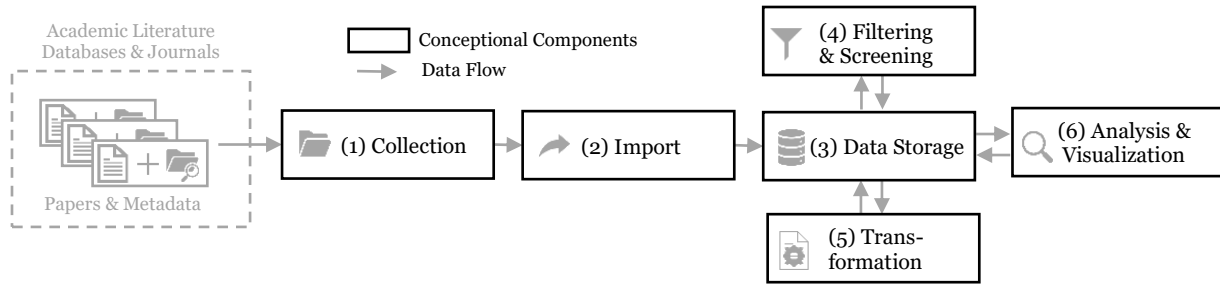 Academic Literature
Databases & Journals
Papers & Metadata
Conceptional Components
Data Flow
(1) Collection
(2) Import
(3) Data Storage
(4) Filtering
& Screening
(5) Trans-
formation
(6) Analysis &
Visualization